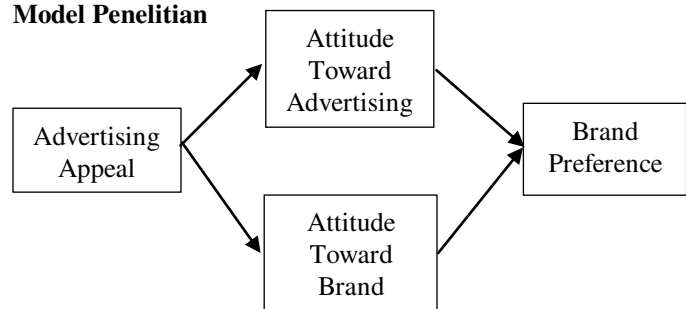 Model Penelitian
Attitude
Toward
Advertising
Advertising
Appeal
Brand
Preference
Attitude
Toward
Brand